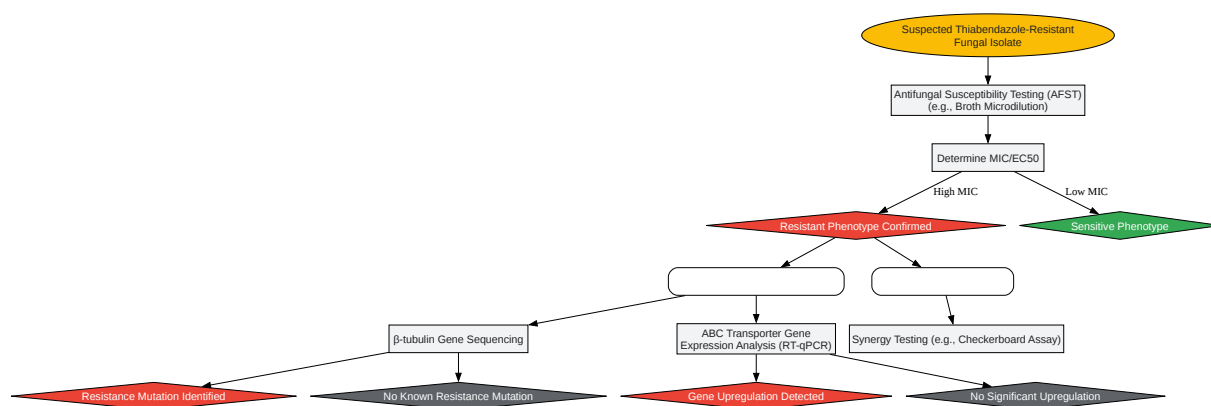 Suspected Thiabendazole-Resistant
Fungal Isolate
Antifungal Susceptibility Testing (AFST)
(e.g., Broth Microdilution)
Determine MIC/EC50
High MIC
Low MIC
Resistant Phenotype Confirmed
Sensitive Phenotype
β-tubulin Gene Sequencing
ABC Transporter Gene
Expression Analysis (RT-qPCR)
Synergy Testing (e.g., Checkerboard Assay)
Resistance Mutation Identified
No Known Resistance Mutation
Gene Upregulation Detected
No Significant Upregulation